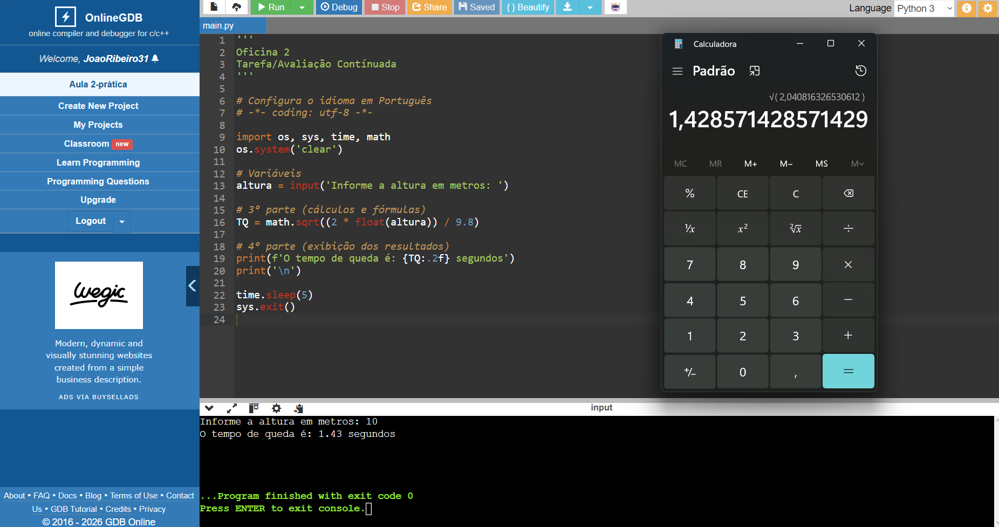 OnlineGDB
online compiler and debugger for c/c++
Welcome, JoaoRibeiro31
Aula 2-prática
Create New Project
My Projects
Classroom new
Learn Programming
Programming Questions
Upgrade
Logout
wegic
Modern, dynamic and
visually stunning websites
created from a simple
business description.
ADS VIA BUYSELLADS
About • FAQ • Docs • Blog • Terms of Use • Contact
Us • GDB Tutorial • Credits • Privacy
© 2016 - 2026 GDB Online
Run Debug Stop Share Saved { } Beautify Language Python 3
main.py
1 '''
2 Oficina 2
3 Tarefa/Avaliação Contínuada
4 '''
5
6 # Configura o idioma em Português
7 # -*- coding: utf-8 -*-
8
9 import os, sys, time, math
10 os.system('clear')
11
12 # Variáveis
13 altura = input('Informe a altura em metros: ')
14
15 # 3º parte (cálculos e fórmulas)
16 TQ = math.sqrt((2 * float(altura)) / 9.8)
17
18 # 4º parte (exibição dos resultados)
19 print(f'O tempo de queda é: {TQ:.2f} segundos')
20 print('\n')
21
22 time.sleep(5)
23 sys.exit()
24
Calculadora
Padrão
√( 2,040816326530612 )
1,428571428571429
MC MR M+ M− MS M˅
% CE C
⅟x x² ²√x ÷
7 8 9 ×
4 5 6 −
1 2 3 +
+/− 0 , =
input
Informe a altura em metros: 10
O tempo de queda é: 1.43 segundos
...Program finished with exit code 0
Press ENTER to exit console.